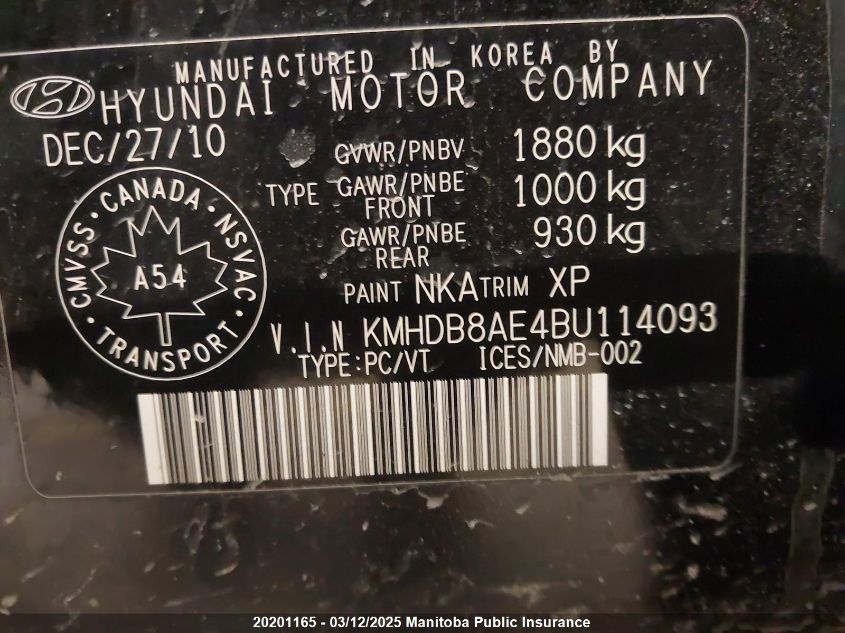 MANUFACTURED IN KOREA BY
HYUNDAI MOTOR COMPANY
DEC/27/10
GVWR/PNBV 1880 kg
TYPE GAWR/PNBE FRONT 1000 kg
GAWR/PNBE REAR 930 kg
PAINT NKA TRIM XP
V.I.N KMHDB8AE4BU114093
TYPE:PC/VT ICES/NMB-002
CMVSS · CANADA · NSVAC · TRANSPORT ·
A54
20201165 - 03/12/2025 Manitoba Public Insurance